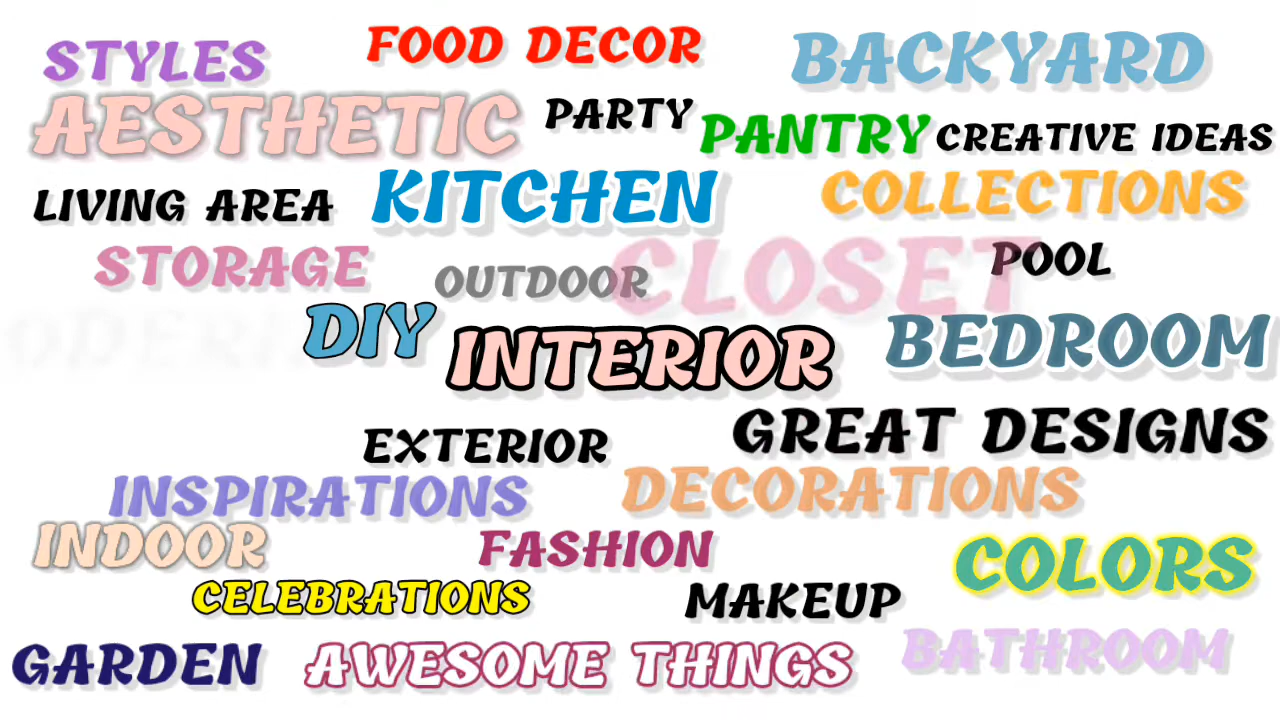 STYLES
FOOD DECOR
BACKYARD
AESTHETIC
PARTY
PANTRY
CREATIVE IDEAS
LIVING AREA
KITCHEN
COLLECTIONS
STORAGE
OUTDOOR
CLOSET
POOL
DIY
INTERIOR
BEDROOM
EXTERIOR
GREAT DESIGNS
INSPIRATIONS
DECORATIONS
INDOOR
FASHION
COLORS
CELEBRATIONS
MAKEUP
GARDEN
AWESOME THINGS
BATHROOM